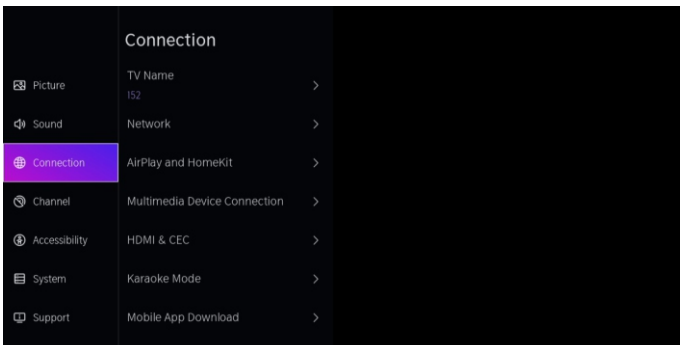 Connection
Picture
Sound
Connection
Channel
Accessibility
System
Support
TV Name
152
Network
AirPlay and HomeKit
Multimedia Device Connection
HDMI & CEC
Karaoke Mode
Mobile App Download